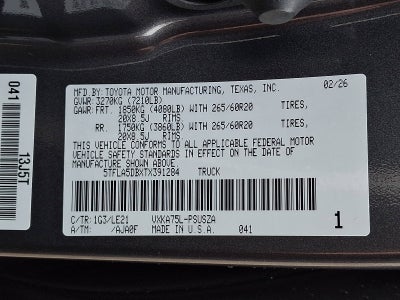 MFD.BY: TOYOTA MOTOR MANUFACTURING, TEXAS, INC. 02/26
GVWR: 3270KG (7210LB)
GAWR: FRT. 1850KG (4080LB) WITH 265/60R20 TIRES,
20X8.5J RIMS
RR. 1750KG (3860LB) WITH 265/60R20 TIRES,
20X8.5J RIMS
THIS VEHICLE CONFORMS TO ALL APPLICABLE FEDERAL MOTOR
VEHICLE SAFETY STANDARDS IN EFFECT ON THE DATE OF
MANUFACTURE SHOWN ABOVE.
5TFLA5DBXTX391284 TRUCK
C/TR: 1G3/LE21 VXKA75L-PSUSZA
A/TM: /AJA0F MADE IN U.S.A. 041
1
041
13J5T